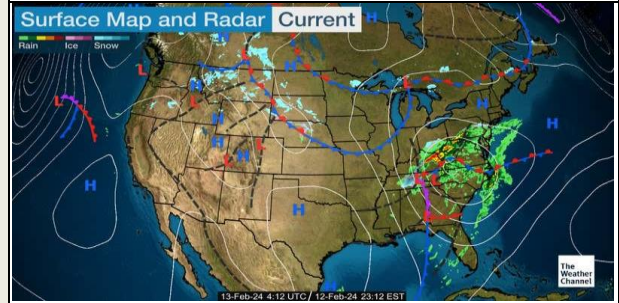 Surface Map and Radar Current
Rain Ice Snow
H
H
L
H
H
L
L
H
L
H
H
H
H
L
L
H
H
L
L
H
H
The
Weather
Channel
13-Feb-24 4:12 UTC / 12-Feb-24 23:12 EST